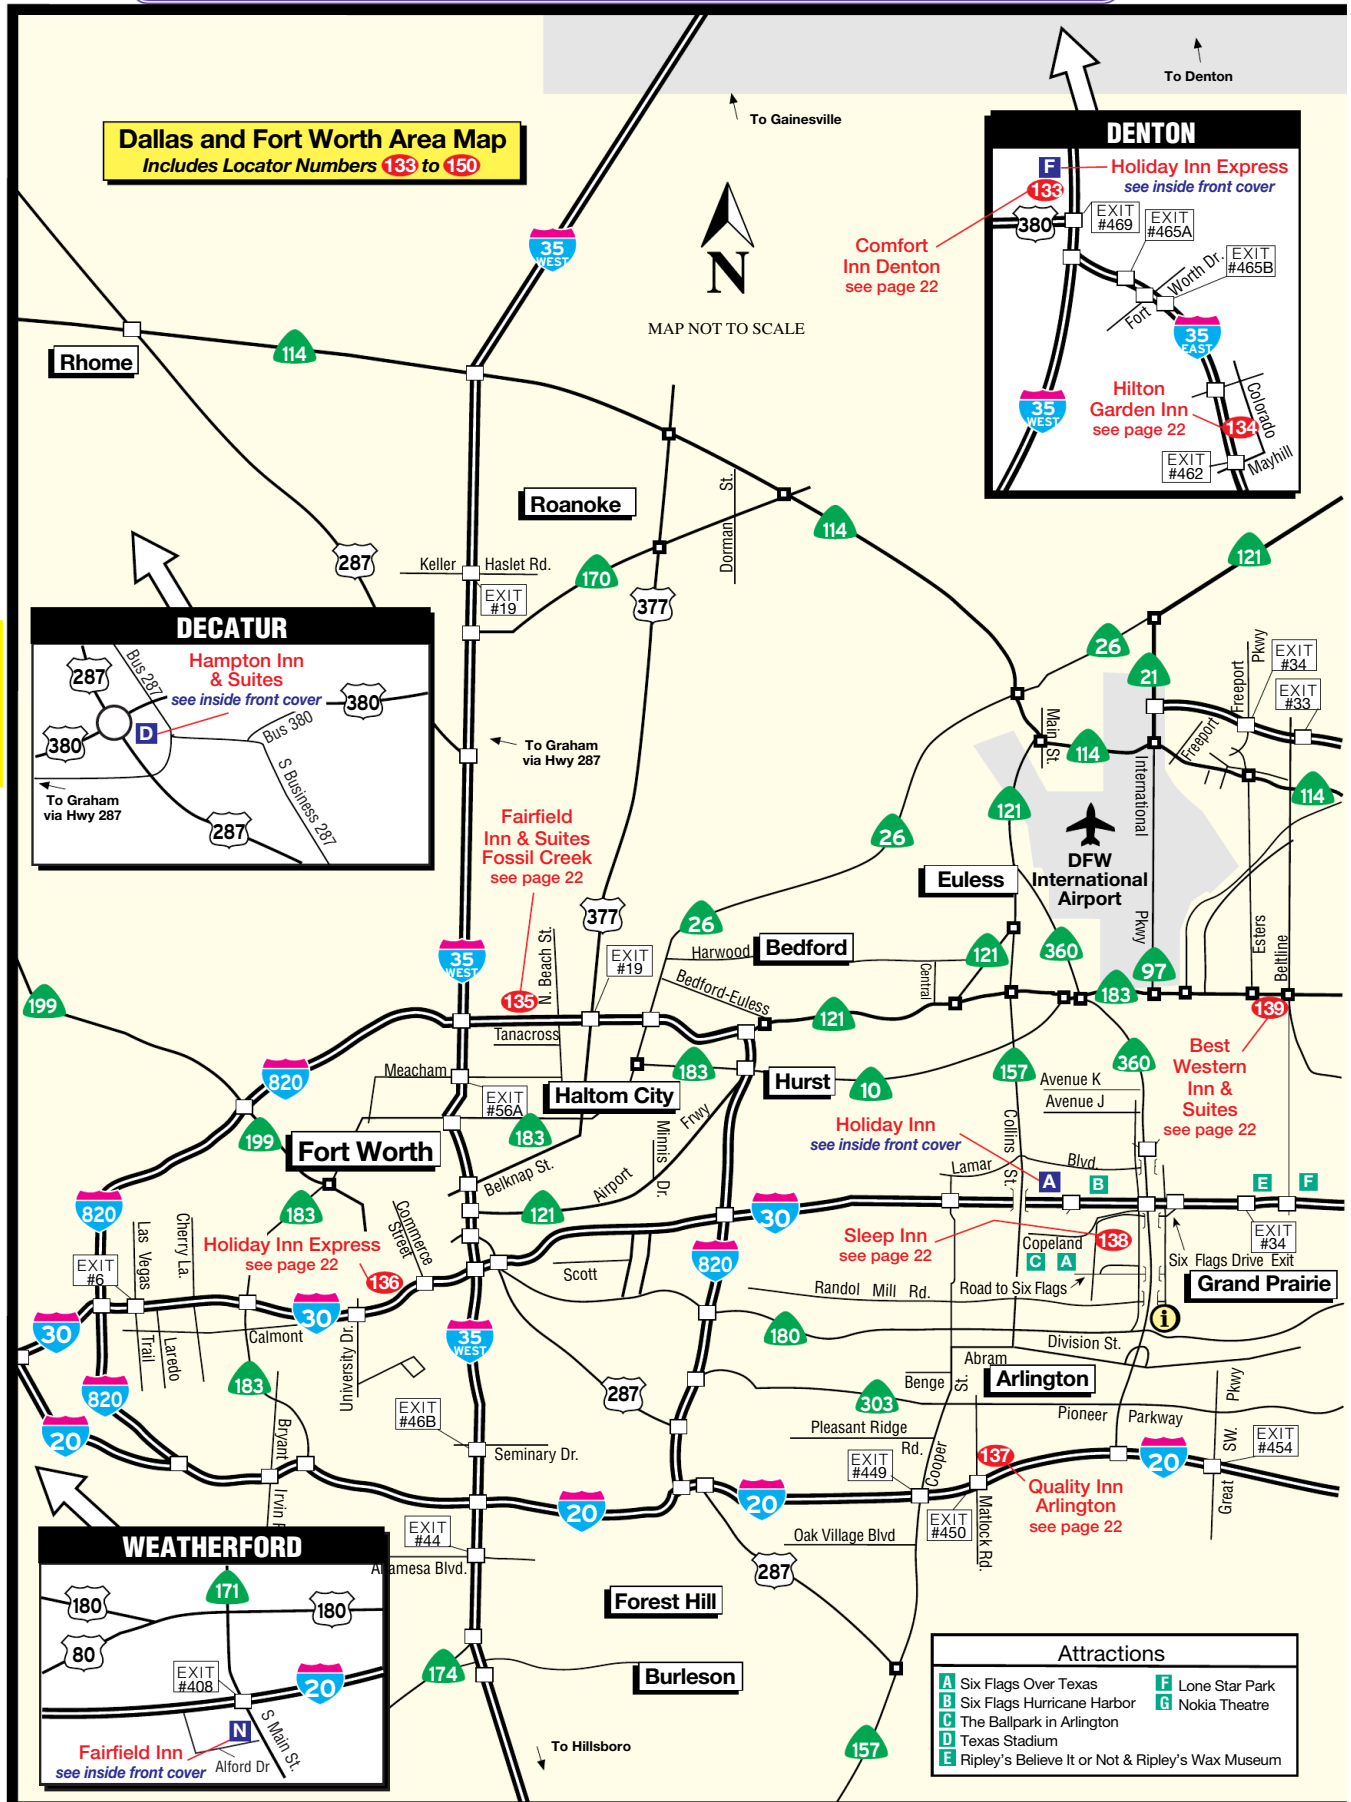 To Denton
To Gainesville
Dallas and Fort Worth Area Map
Includes Locator Numbers 133 to 150
N
MAP NOT TO SCALE
DENTON
F
Holiday Inn Express
see inside front cover
133
380
EXIT
#469
EXIT
#465A
Worth Dr.
EXIT
#465B
Fort
Comfort
Inn Denton
see page 22
35
EAST
35
WEST
Hilton
Garden Inn
see page 22
134
Colorado
EXIT
#462
Mayhill
35
WEST
Rhome
114
Roanoke
Dorman St.
114
287
Keller
Haslet Rd.
EXIT
#19
170
377
121
26
21
Freeport Pkwy
EXIT
#34
EXIT
#33
DECATUR
287
Bus 287
Hampton Inn
& Suites
see inside front cover
380
D
Bus 380
380
S Business 287
To Graham
via Hwy 287
287
To Graham
via Hwy 287
Main St.
114
Freeport
International
114
121
26
DFW
International
Airport
Fairfield
Inn & Suites
Fossil Creek
see page 22
Euless
377
26
Harwood
Bedford
121
360
Pkwy
97
Esters
Beltline
35
WEST
N. Beach St.
EXIT
#19
Bedford-Euless
Central
183
135
139
199
Tanacross
121
820
Meacham
183
Hurst
10
157
360
Avenue K
Avenue J
Best
Western
Inn &
Suites
see page 22
EXIT
#56A
Haltom City
199
183
Fort Worth
Minnis Dr.
Airport Frwy
Holiday Inn
see inside front cover
Collins St.
Lamar
Blvd.
Belknap St.
A
B
E
F
820
183
121
30
Las Vegas Trail
Cherry La.
Commerce
Street
Holiday Inn Express
see page 22
136
Sleep Inn
see page 22
Copeland
138
EXIT
#34
Six Flags Drive Exit
EXIT
#6
820
Scott
C
A
Road to Six Flags
Grand Prairie
Randol Mill Rd.
30
30
i
Calmont
University Dr.
35
WEST
180
Division St.
Laredo
183
Abram St.
820
287
Benge
Arlington
303
20
Bryant Irvin R
EXIT
#46B
Pleasant Ridge Rd.
Pioneer Parkway
Great SW. Pkwy
EXIT
#454
Seminary Dr.
EXIT
#449
Cooper
137
20
Quality Inn
Arlington
see page 22
20
20
EXIT
#450
Matlock Rd.
EXIT
#44
Oak Village Blvd
amesa Blvd.
287
WEATHERFORD
171
180
180
80
EXIT
#408
20
N
S Main St.
Fairfield Inn
see inside front cover
Alford Dr
Forest Hill
Burleson
174
To Hillsboro
157
Attractions
A Six Flags Over Texas
B Six Flags Hurricane Harbor
C The Ballpark in Arlington
D Texas Stadium
E Ripley's Believe It or Not & Ripley's Wax Museum
F Lone Star Park
G Nokia Theatre